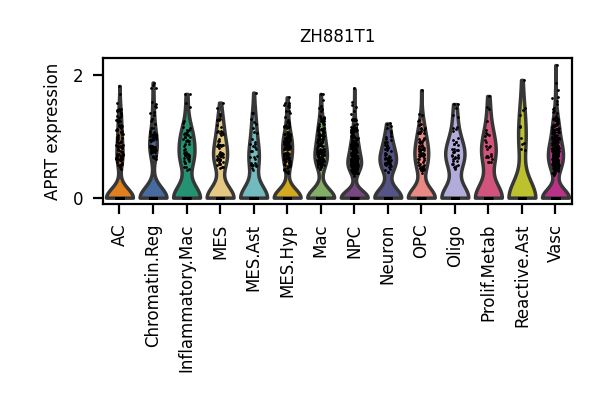 ZH881T1
APRT expression
2
0
AC
Chromatin.Reg
Inflammatory.Mac
MES
MES.Ast
MES.Hyp
Mac
NPC
Neuron
OPC
Oligo
Prolif.Metab
Reactive.Ast
Vasc